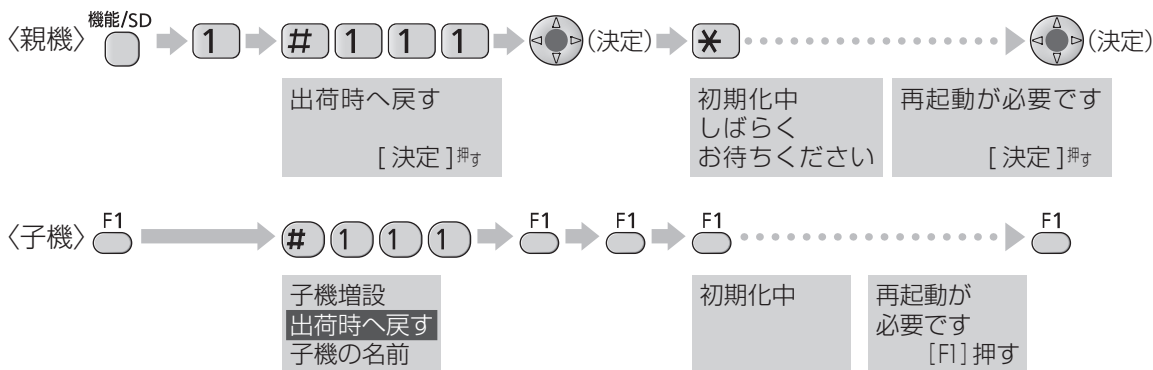 〈親機〉 機能/SD 1 # 1 1 1 (決定) * (決定)
出荷時へ戻す
[決定]押す
初期化中
しばらく
お待ちください
再起動が必要です
[決定]押す
〈子機〉 F1 # 1 1 1 F1 F1 F1 F1
子機増設
出荷時へ戻す
子機の名前
初期化中
再起動が
必要です
[F1]押す